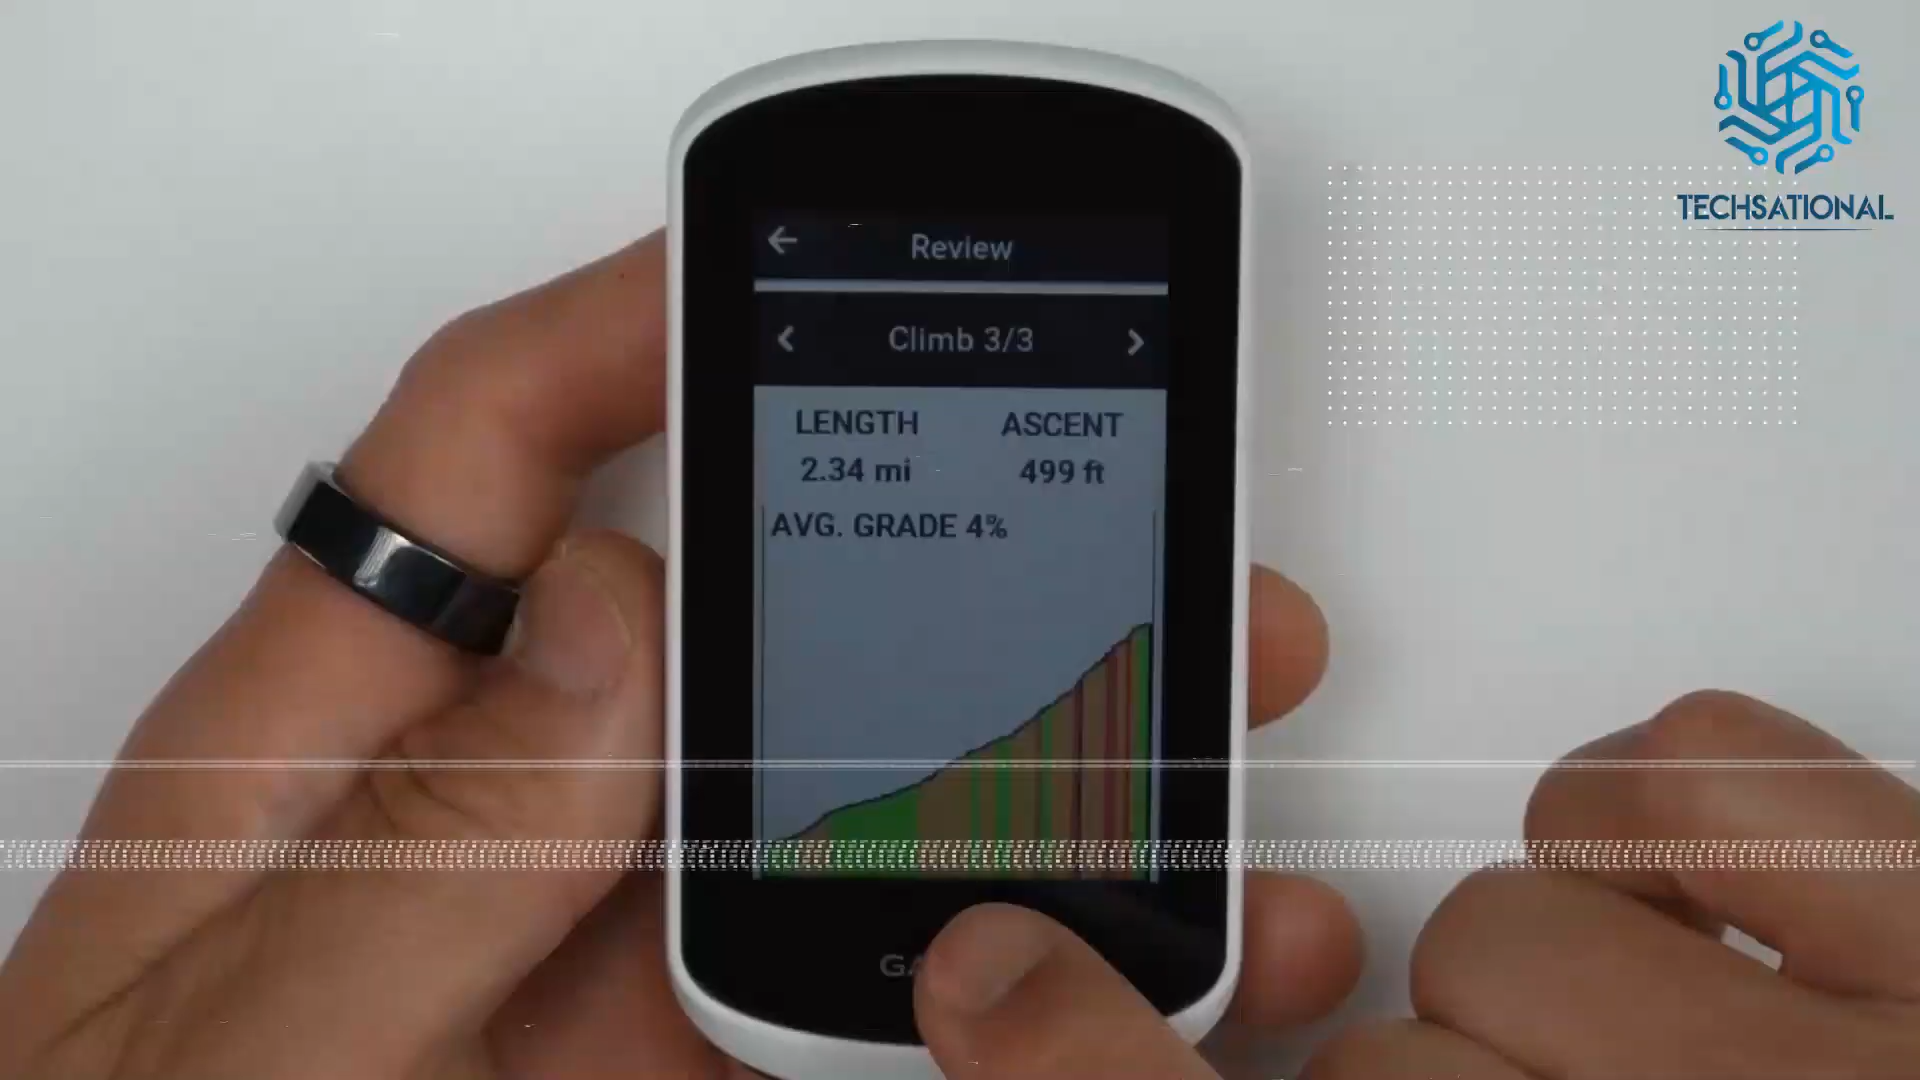 TECHSATIONAL
Review
Climb 3/3
LENGTH ASCENT
2.34 mi 499 ft
AVG. GRADE 4%